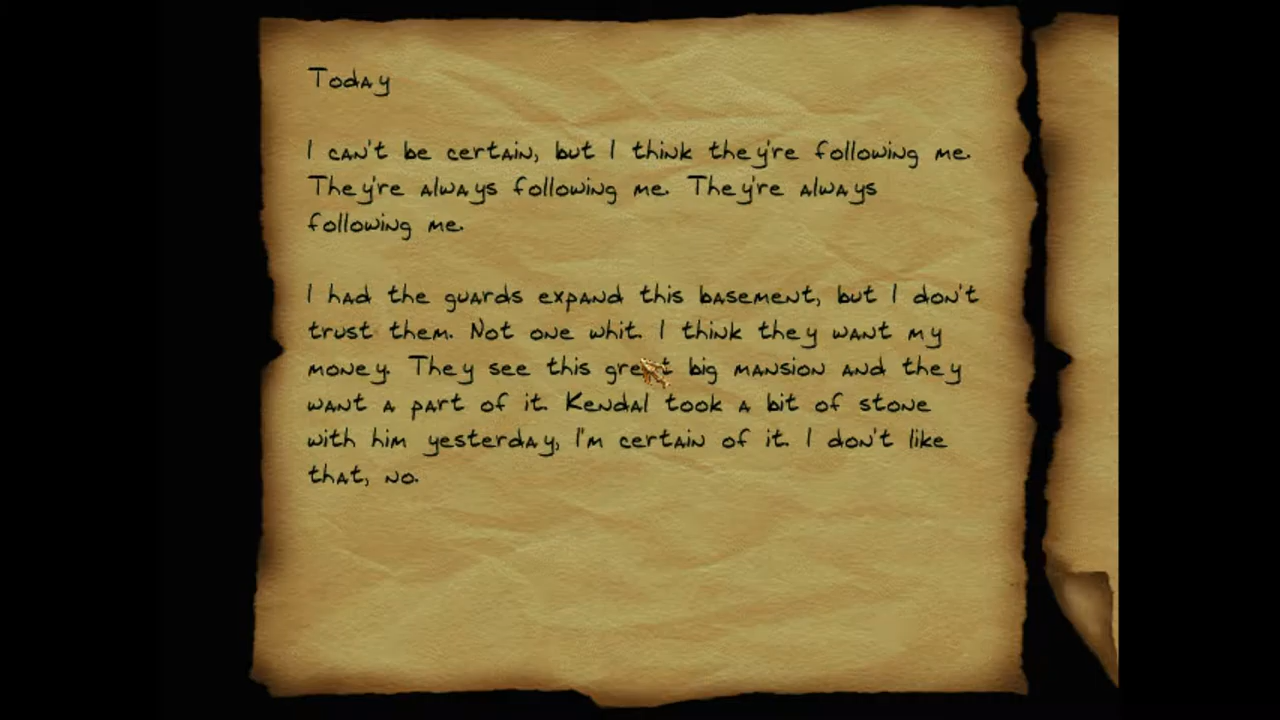 Today
I can't be certain, but I think they're following me.
They're always following me. They're always
following me.
I had the guards expand this basement, but I don't
trust them. Not one whit. I think they want my
money. They see this great big mansion and they
want a part of it. Kendal took a bit of stone
with him yesterday, I'm certain of it. I don't like
that, no.